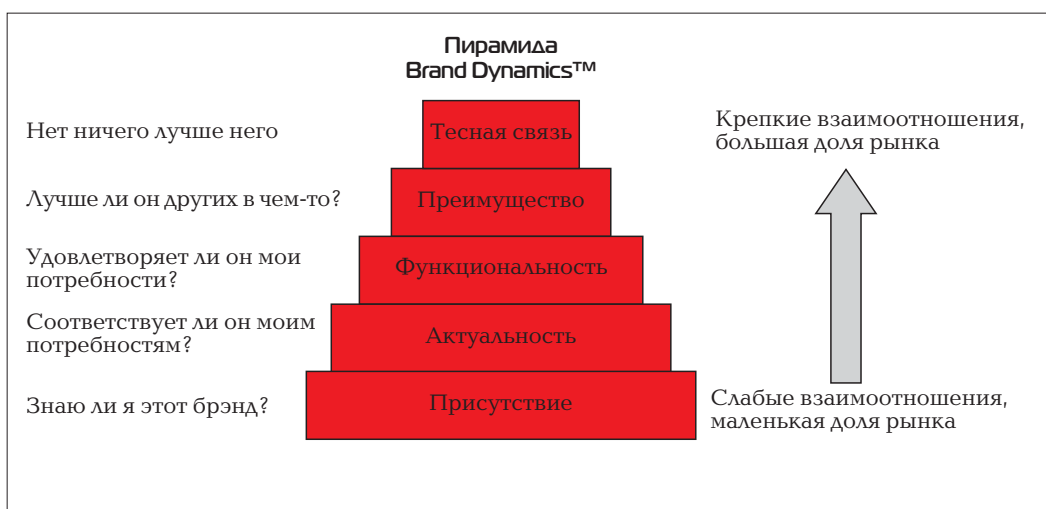 Пирамида
Brand Dynamics™
Нет ничего лучше него
Тесная связь
Крепкие взаимоотношения,
большая доля рынка
Лучше ли он других в чем-то?
Преимущество
Удовлетворяет ли он мои
потребности?
Функциональность
Соответствует ли он моим
потребностям?
Актуальность
Знаю ли я этот брэнд?
Присутствие
Слабые взаимоотношения,
маленькая доля рынка